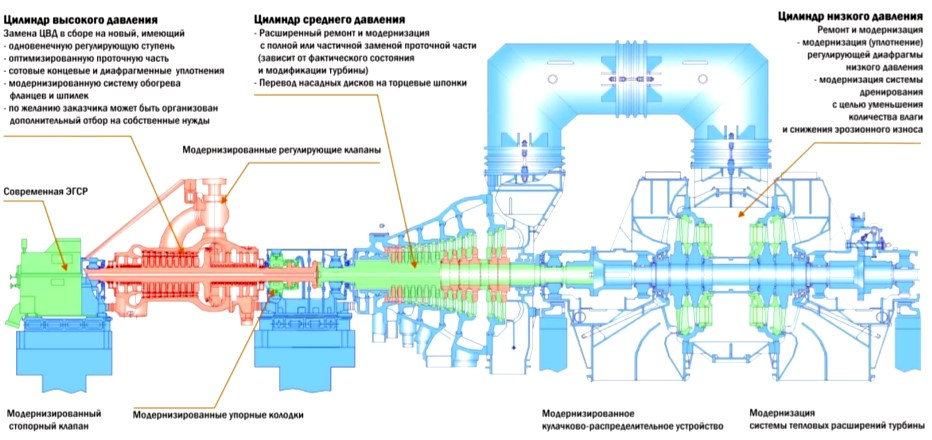 Цилиндр высокого давления
Замена ЦВД в сборе на новый, имеющий
- одновенечную регулирующую ступень
- оптимизированную проточную часть
- сотовые концевые и диафрагменные уплотнения
- модернизированную систему обогрева
фланцев и шпилек
- по желанию заказчика может быть организован
дополнительный отбор на собственные нужды
Цилиндр среднего давления
- Расширенный ремонт и модернизация
с полной или частичной заменой проточной части
(зависит от фактического состояния
и модификации турбины)
- Перевод насадных дисков на торцевые шпонки
Цилиндр низкого давления
Ремонт и модернизация
- модернизация (уплотнение)
регулирующей диафрагмы
низкого давления
- модернизация системы
дренирования
с целью уменьшения
количества влаги
и снижения эрозионного износа
Модернизированные регулирующие клапаны
Современная ЭГСР
Модернизированный
стопорный клапан
Модернизированные упорные колодки
Модернизированное
кулачково-распределительное устройство
Модернизация
системы тепловых расширений турбины